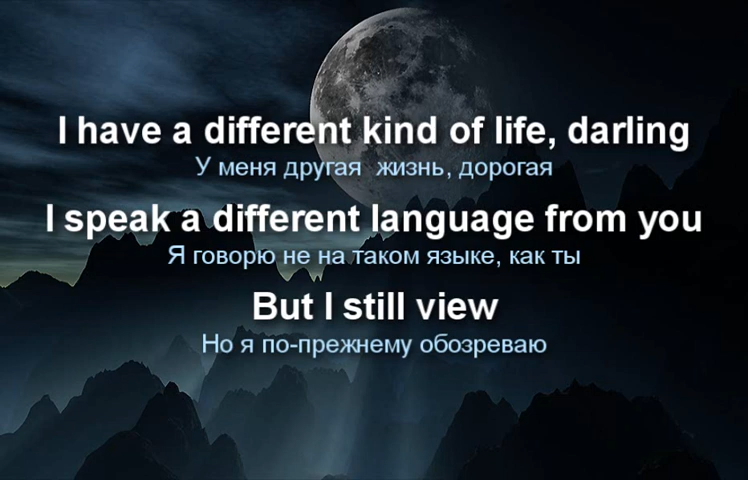 I have a different kind of life, darling
У меня другая жизнь, дорогая
I speak a different language from you
Я говорю не на таком языке, как ты
But I still view
Но я по-прежнему обозреваю